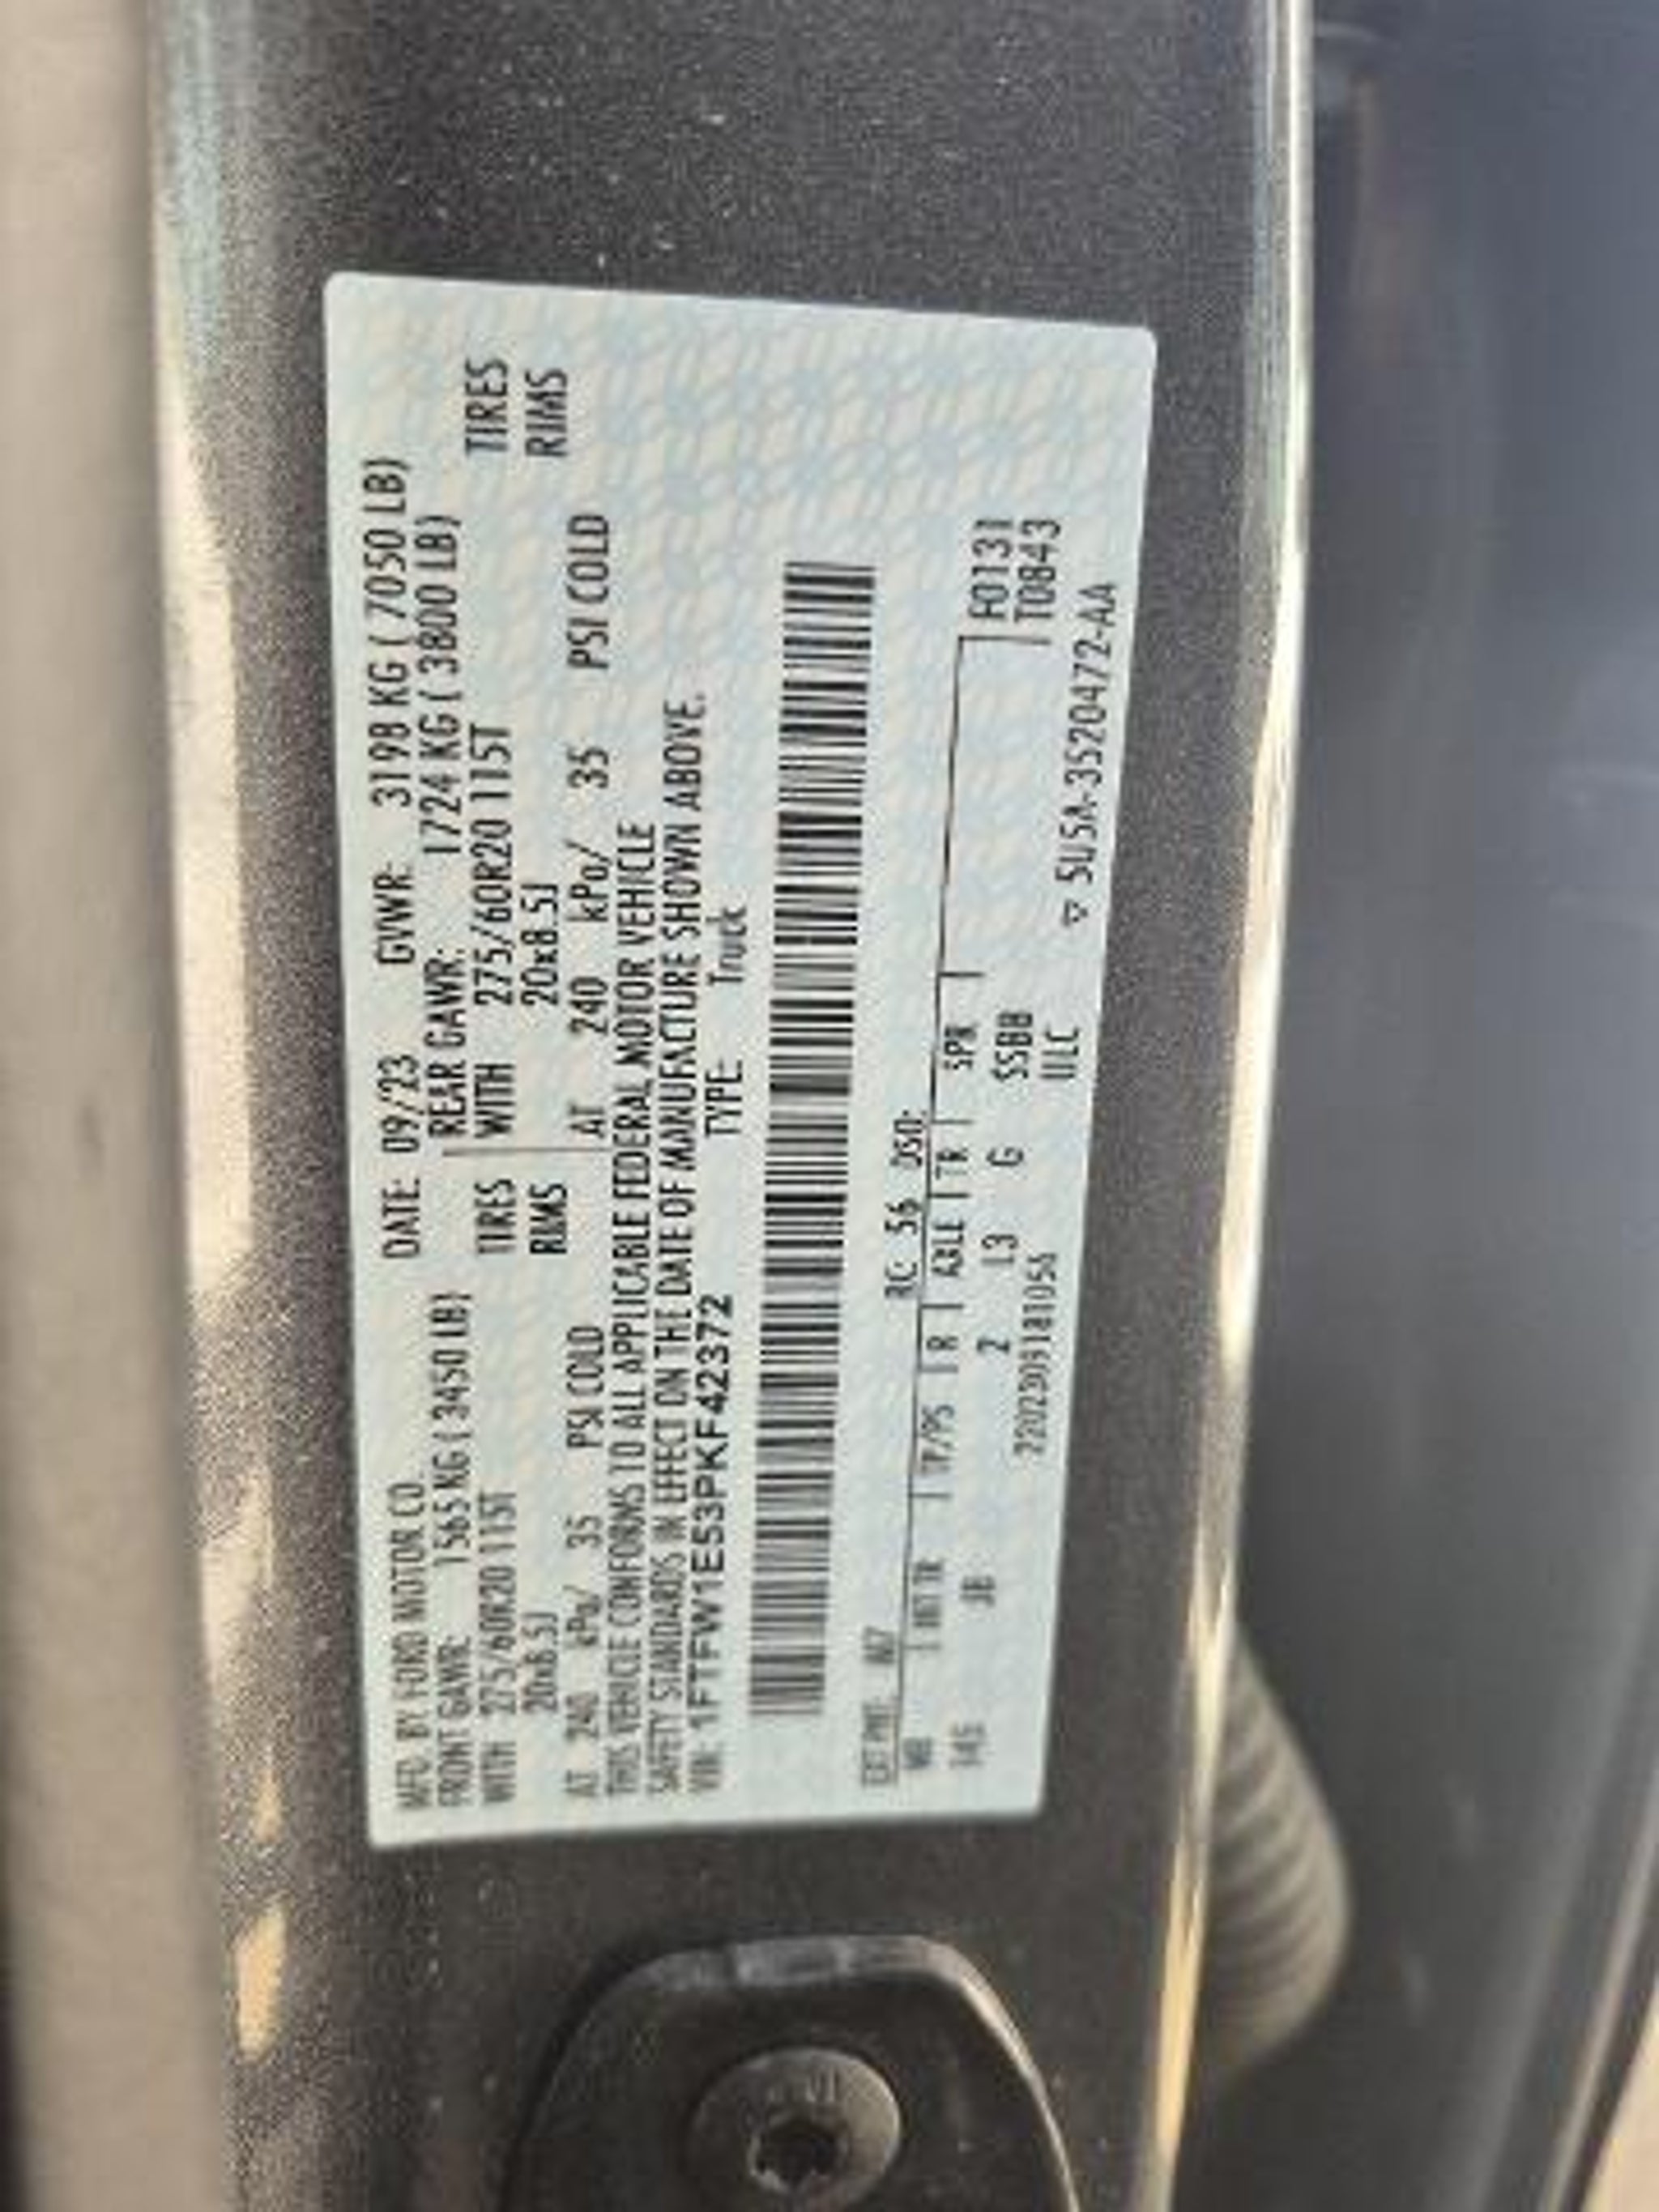 MFD. BY FORD MOTOR CO. DATE: 09/23 GVWR: 3198 KG ( 7050 LB)
FRONT GAWR: 1565 KG ( 3450 LB) REAR GAWR: 1724 KG ( 3800 LB)
WITH 275/60R20 115T TIRES WITH 275/60R20 115T TIRES
20x8.5J RIMS 20x8.5J RIMS
AT 240 kPa/ 35 PSI COLD AT 240 kPa/ 35 PSI COLD
THIS VEHICLE CONFORMS TO ALL APPLICABLE FEDERAL MOTOR VEHICLE
SAFETY STANDARDS IN EFFECT ON THE DATE OF MANUFACTURE SHOWN ABOVE.
VIN: 1FTFW1E53PKF42372 TYPE: Truck
EXT PNT: RC: 56 DSO: F0131
WB INT TR TP/PS R AXLE TR SPR T0843
145 JB 2 L3 G SSBB
ULC
5U5A-3520472-AA